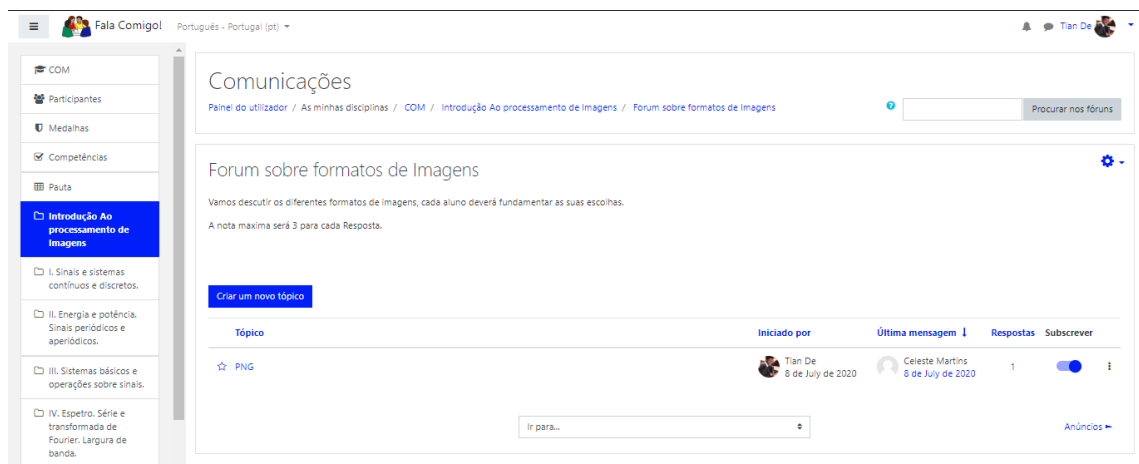 Fala Comigo!
Português - Portugal (pt)
Tian De
COM
Participantes
Medalhas
Competências
Pauta
Introdução Ao
processamento de
Imagens
I. Sinais e sistemas
contínuos e discretos.
II. Energia e potência.
Sinais periódicos e
aperiódicos.
III. Sistemas básicos e
operações sobre sinais.
IV. Espetro. Série e
transformada de
Fourier. Largura de
banda.
Comunicações
Painel do utilizador / As minhas disciplinas / COM / Introdução Ao processamento de Imagens / Forum sobre formatos de Imagens
Procurar nos fóruns
Forum sobre formatos de Imagens
Vamos descutir os diferentes formatos de imagens, cada aluno deverá fundamentar as suas escolhas.
A nota maxima será 3 para cada Resposta.
Criar um novo tópico
Tópico Iniciado por Última mensagem Respostas Subscrever
PNG Tian De Celeste Martins 1
8 de July de 2020 8 de July de 2020
Ir para...
Anúncios